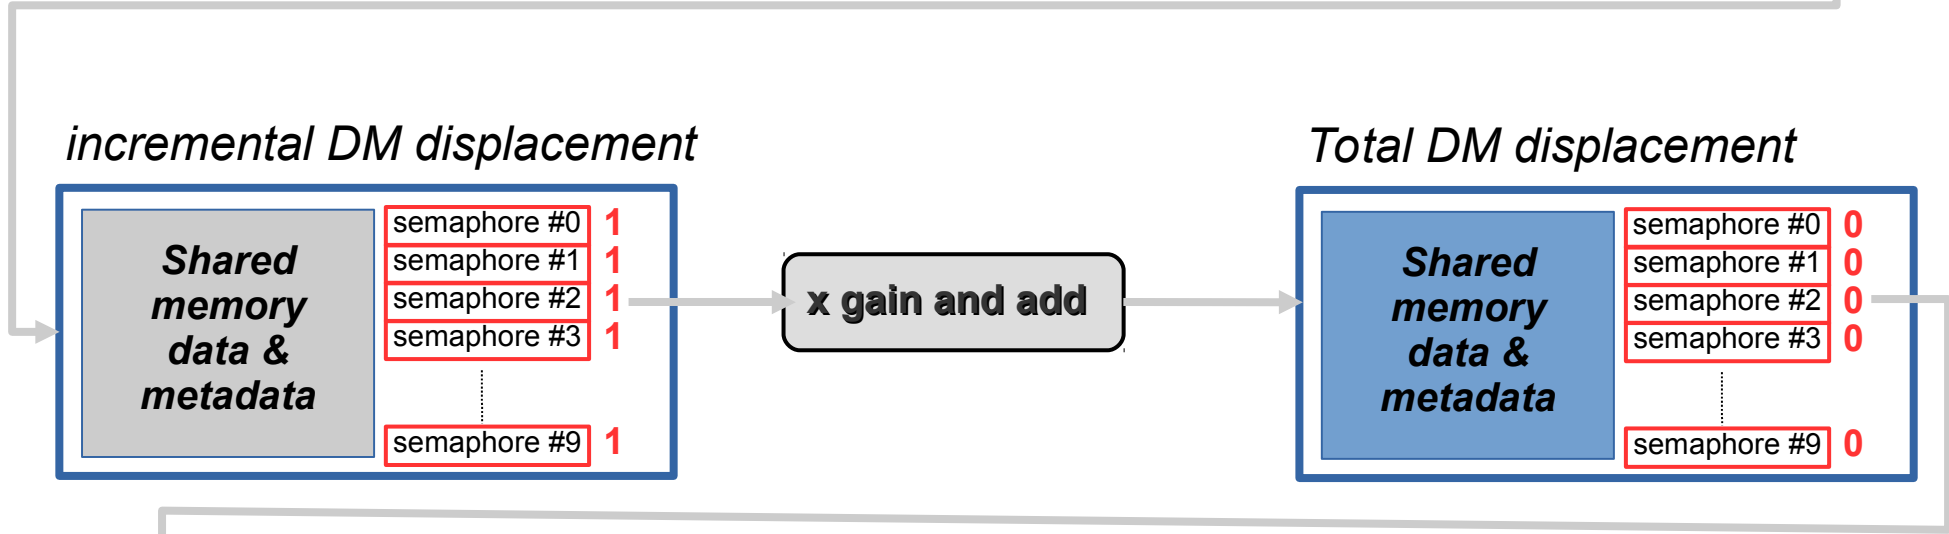 incremental DM displacement
Shared
memory
data &
metadata
semaphore #0 1
semaphore #1 1
semaphore #2 1
semaphore #3 1
semaphore #9 1
x gain and add
Total DM displacement
Shared
memory
data &
metadata
semaphore #0 0
semaphore #1 0
semaphore #2 0
semaphore #3 0
semaphore #9 0